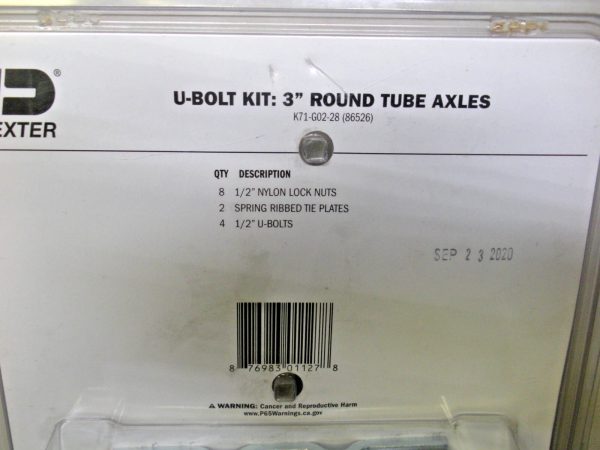 ®
EXTER
U-BOLT KIT: 3” ROUND TUBE AXLES
K71-G02-28 (86526)
QTY DESCRIPTION
8 1/2” NYLON LOCK NUTS
2 SPRING RIBBED TIE PLATES
4 1/2” U-BOLTS
SEP 23 2020
8 76983 01127 8
⚠ WARNING: Cancer and Reproductive Harm
www.P65Warnings.ca.gov